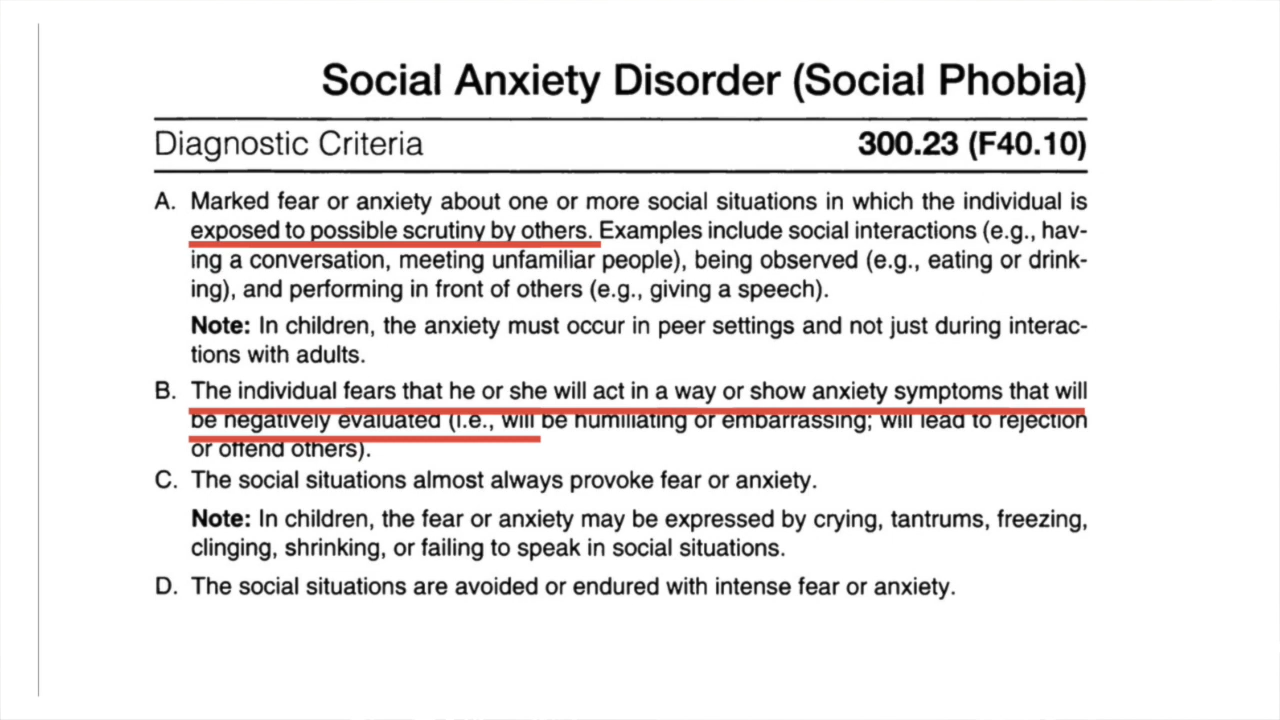 Social Anxiety Disorder (Social Phobia)
Diagnostic Criteria 300.23 (F40.10)
A. Marked fear or anxiety about one or more social situations in which the individual is
exposed to possible scrutiny by others. Examples include social interactions (e.g., hav-
ing a conversation, meeting unfamiliar people), being observed (e.g., eating or drink-
ing), and performing in front of others (e.g., giving a speech).
Note: In children, the anxiety must occur in peer settings and not just during interac-
tions with adults.
B. The individual fears that he or she will act in a way or show anxiety symptoms that will
be negatively evaluated (i.e., will be humiliating or embarrassing; will lead to rejection
or offend others).
C. The social situations almost always provoke fear or anxiety.
Note: In children, the fear or anxiety may be expressed by crying, tantrums, freezing,
clinging, shrinking, or failing to speak in social situations.
D. The social situations are avoided or endured with intense fear or anxiety.